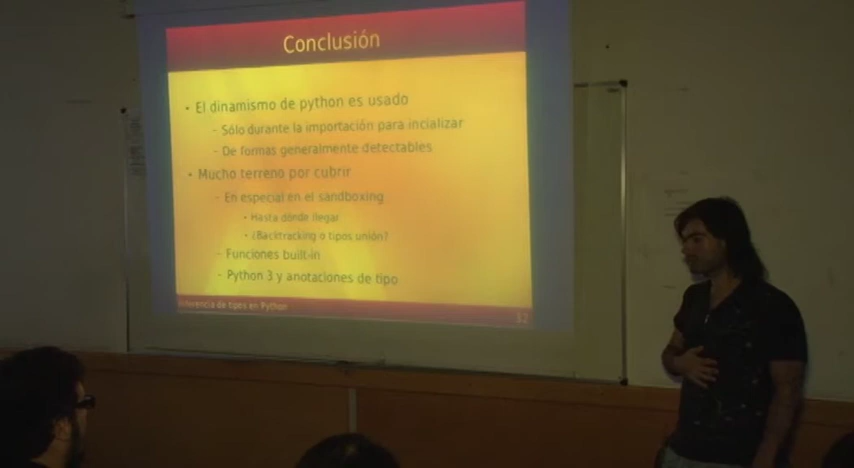 Conclusión
• El dinamismo de python es usado
- Sólo durante la importación para incializar
- De formas generalmente detectables
• Mucho terreno por cubrir
- En especial en el sandboxing
• Hasta dónde llegar
• ¿Backtracking o tipos unión?
- Funciones built-in
- Python 3 y anotaciones de tipo
Inferencia de tipos en Python
32